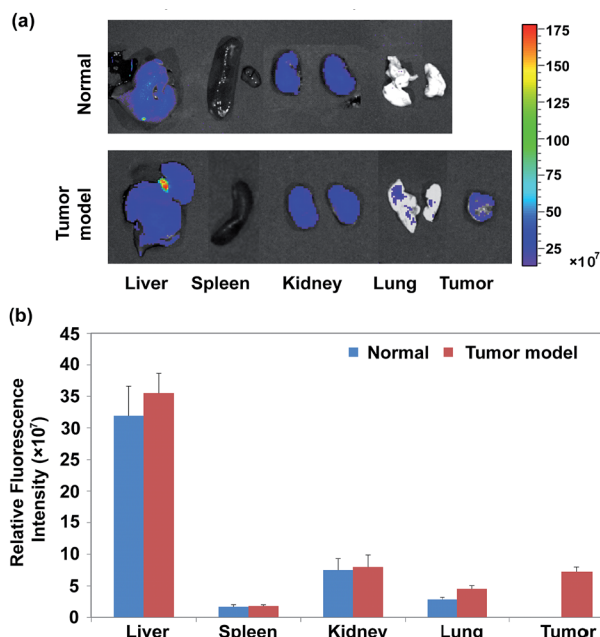 (a)
Normal
Tumor model
Liver Spleen Kidney Lung Tumor
175
150
125
100
75
50
25
×10⁷
(b)
Relative Fluorescence
Intensity (×10⁷)
45
40
35
30
25
20
15
10
5
0
Normal Tumor model
Liver Spleen Kidney Lung Tumor